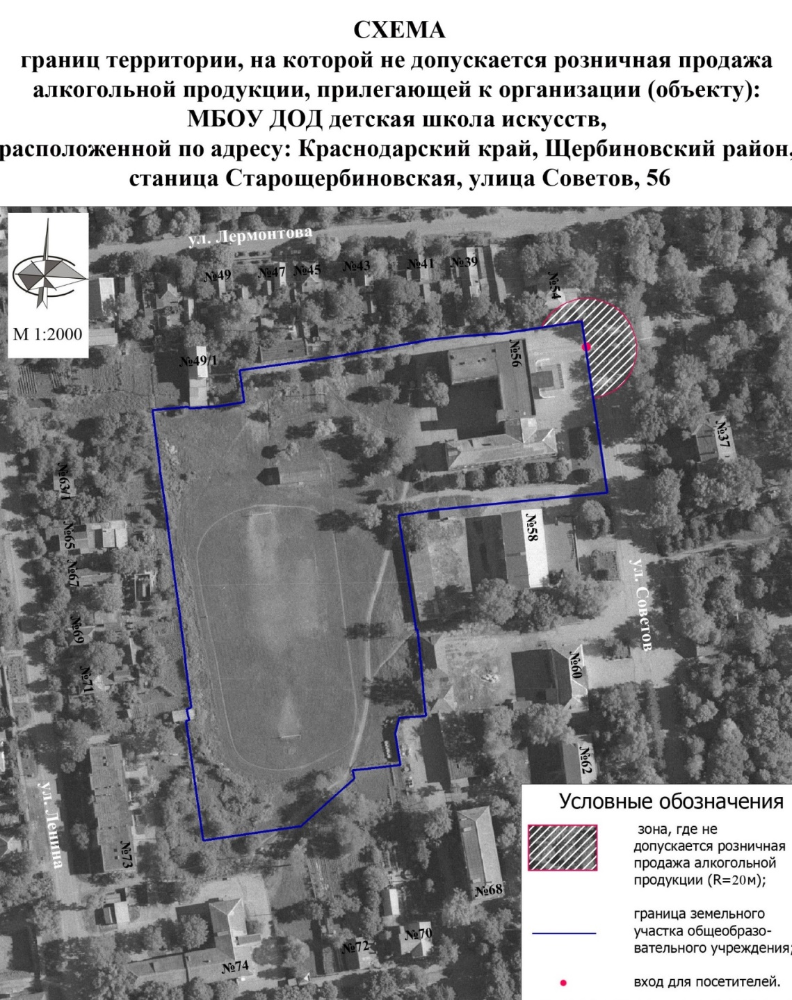 СХЕМА
границ территории, на которой не допускается розничная продажа
алкогольной продукции, прилегающей к организации (объекту):
МБОУ ДОД детская школа искусств,
расположенной по адресу: Краснодарский край, Щербиновский район,
станица Старощербиновская, улица Советов, 56
ул. Лермонтова
№49
№47
№45
№43
№41
№39
№54
М 1:2000
№49/1
№56
№37
№63/1
№65
№58
№67
ул. Советов
№69
№71
№60
№62
ул. Ленина
№73
№68
№70
№72
№74
Условные обозначения
зона, где не
допускается розничная
продажа алкогольной
продукции (R=20м);
граница земельного
участка общеобразо-
вательного учреждения;
вход для посетителей.